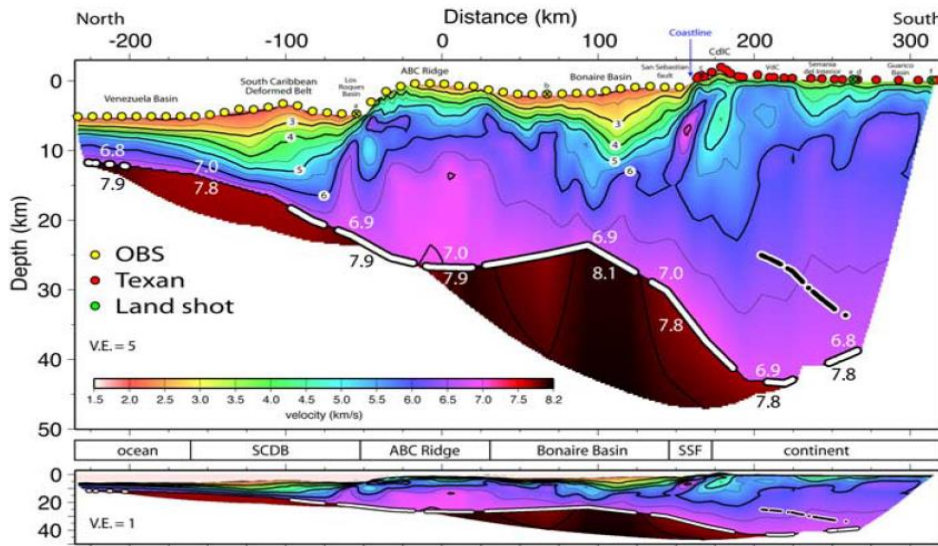 North Distance (km) South
-200 -100 0 100 200 300
Coastline
CdlC
ABC Ridge
Venezuela Basin
South Caribbean
Deformed Belt
Los
Roques
Basin
Bonaire Basin
San Sebastian
fault
VdC
Serrania
del Interior
Guarico
Basin
a b c e d f
Depth (km)
0
10
20
30
40
50
3 4 5 6
3 4 5 6
6.8
7.9
7.0
7.8
6.9
7.9
7.0
7.9
6.9
8.1
7.0
7.8
6.9
7.8
6.8
7.8
OBS
Texan
Land shot
V.E. = 5
1.5 2.0 2.5 3.0 3.5 4.0 4.5 5.0 5.5 6.0 6.5 7.0 7.5 8.2
velocity (km/s)
ocean SCDB ABC Ridge Bonaire Basin SSF continent
0
20
40
V.E. = 1